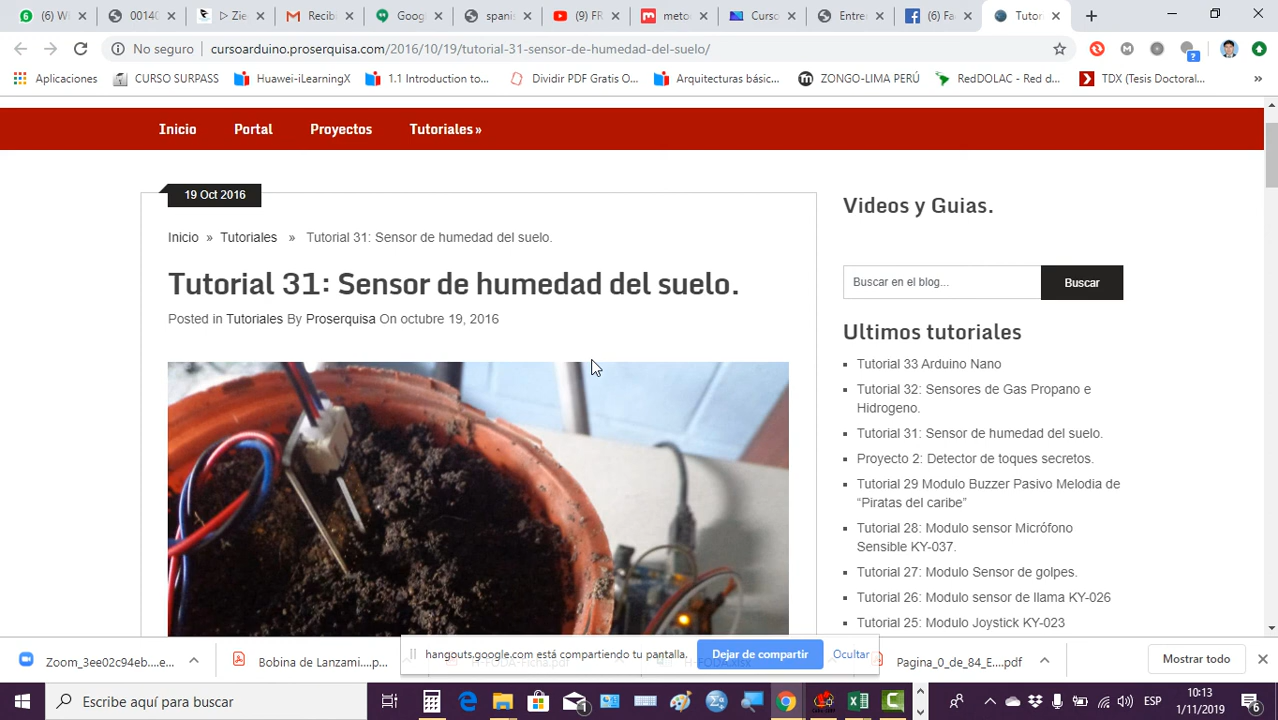 (6) W
00140
▷ Zie
Recib
Goog
spanis
(9) FR
metoc
Curso
Entre
(6) Fa
Tutor
No seguro
cursoarduino.proserquisa.com/2016/10/19/tutorial-31-sensor-de-humedad-del-suelo/
Aplicaciones
CURSO SURPASS
Huawei-iLearningX
1.1 Introduction to...
Dividir PDF Gratis O...
Arquitecturas básic...
ZONGO-LIMA PERÚ
RedDOLAC - Red d...
TDX (Tesis Doctoral...
»
Inicio
Portal
Proyectos
Tutoriales »
19 Oct 2016
Inicio » Tutoriales » Tutorial 31: Sensor de humedad del suelo.
Tutorial 31: Sensor de humedad del suelo.
Posted in Tutoriales By Proserquisa On octubre 19, 2016
Videos y Guias.
Buscar en el blog...
Buscar
Ultimos tutoriales
Tutorial 33 Arduino Nano
Tutorial 32: Sensores de Gas Propano e
Hidrogeno.
Tutorial 31: Sensor de humedad del suelo.
Proyecto 2: Detector de toques secretos.
Tutorial 29 Modulo Buzzer Pasivo Melodia de
“Piratas del caribe”
Tutorial 28: Modulo sensor Micrófono
Sensible KY-037.
Tutorial 27: Modulo Sensor de golpes.
Tutorial 26: Modulo sensor de llama KY-026
Tutorial 25: Modulo Joystick KY-023
hangouts.google.com está compartiendo tu pantalla.
Dejar de compartir
Ocultar
Zoom_3ee02c94eb....e...
Bobina de Lanzami...p...
Pagina_0_de_84_E....pdf
Mostrar todo
Escribe aquí para buscar
ESP
10:13
1/11/2019
6